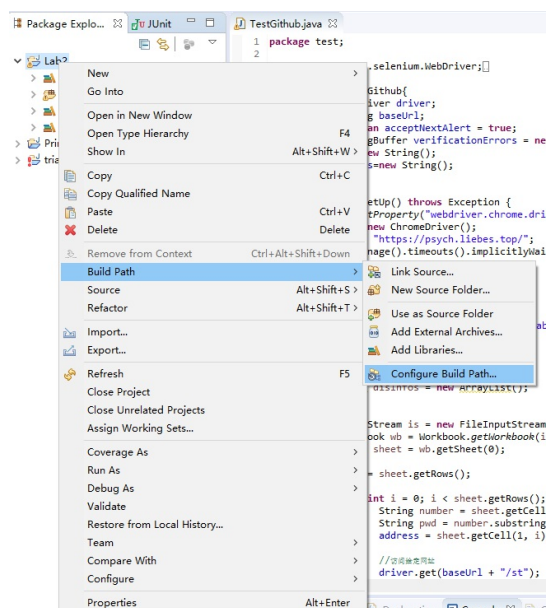 Package Explo...
JUnit
TestGithub.java
1 package test;
2
Lab2
.selenium.WebDriver;
New
Github{
Go Into
iver driver;
g baseUrl;
Open in New Window
an acceptNextAlert = true;
Open Type Hierarchy F4
gBuffer verificationErrors = ne
Show In Alt+Shift+W
ew String();
s=new String();
Copy Ctrl+C
Copy Qualified Name
Paste Ctrl+V
etUp() throws Exception {
Delete Delete
tProperty("webdriver.chrome.dri
new ChromeDriver();
"https://psych.liebes.top/";
Remove from Context Ctrl+Alt+Shift+Down
nage().timeouts().implicitlyWai
Build Path
Link Source...
Source Alt+Shift+S
New Source Folder...
Refactor Alt+Shift+T
Use as Source Folder
Import...
Add External Archives...
Export...
Add Libraries...
Refresh F5
Configure Build Path...
Close Project
disInfos = new ArrayList();
Close Unrelated Projects
Assign Working Sets...
Stream is = new FileInputStream
ook wb = Workbook.getWorkbook(i
Coverage As
sheet = wb.getSheet(0);
Run As
= sheet.getRows();
Debug As
Validate
int i = 0; i < sheet.getRows();
Restore from Local History...
String number = sheet.getCell
Team
String pwd = number.substring
Compare With
address = sheet.getCell(1, i)
Configure
driver.get(baseUrl + "/st");
Properties Alt+Enter